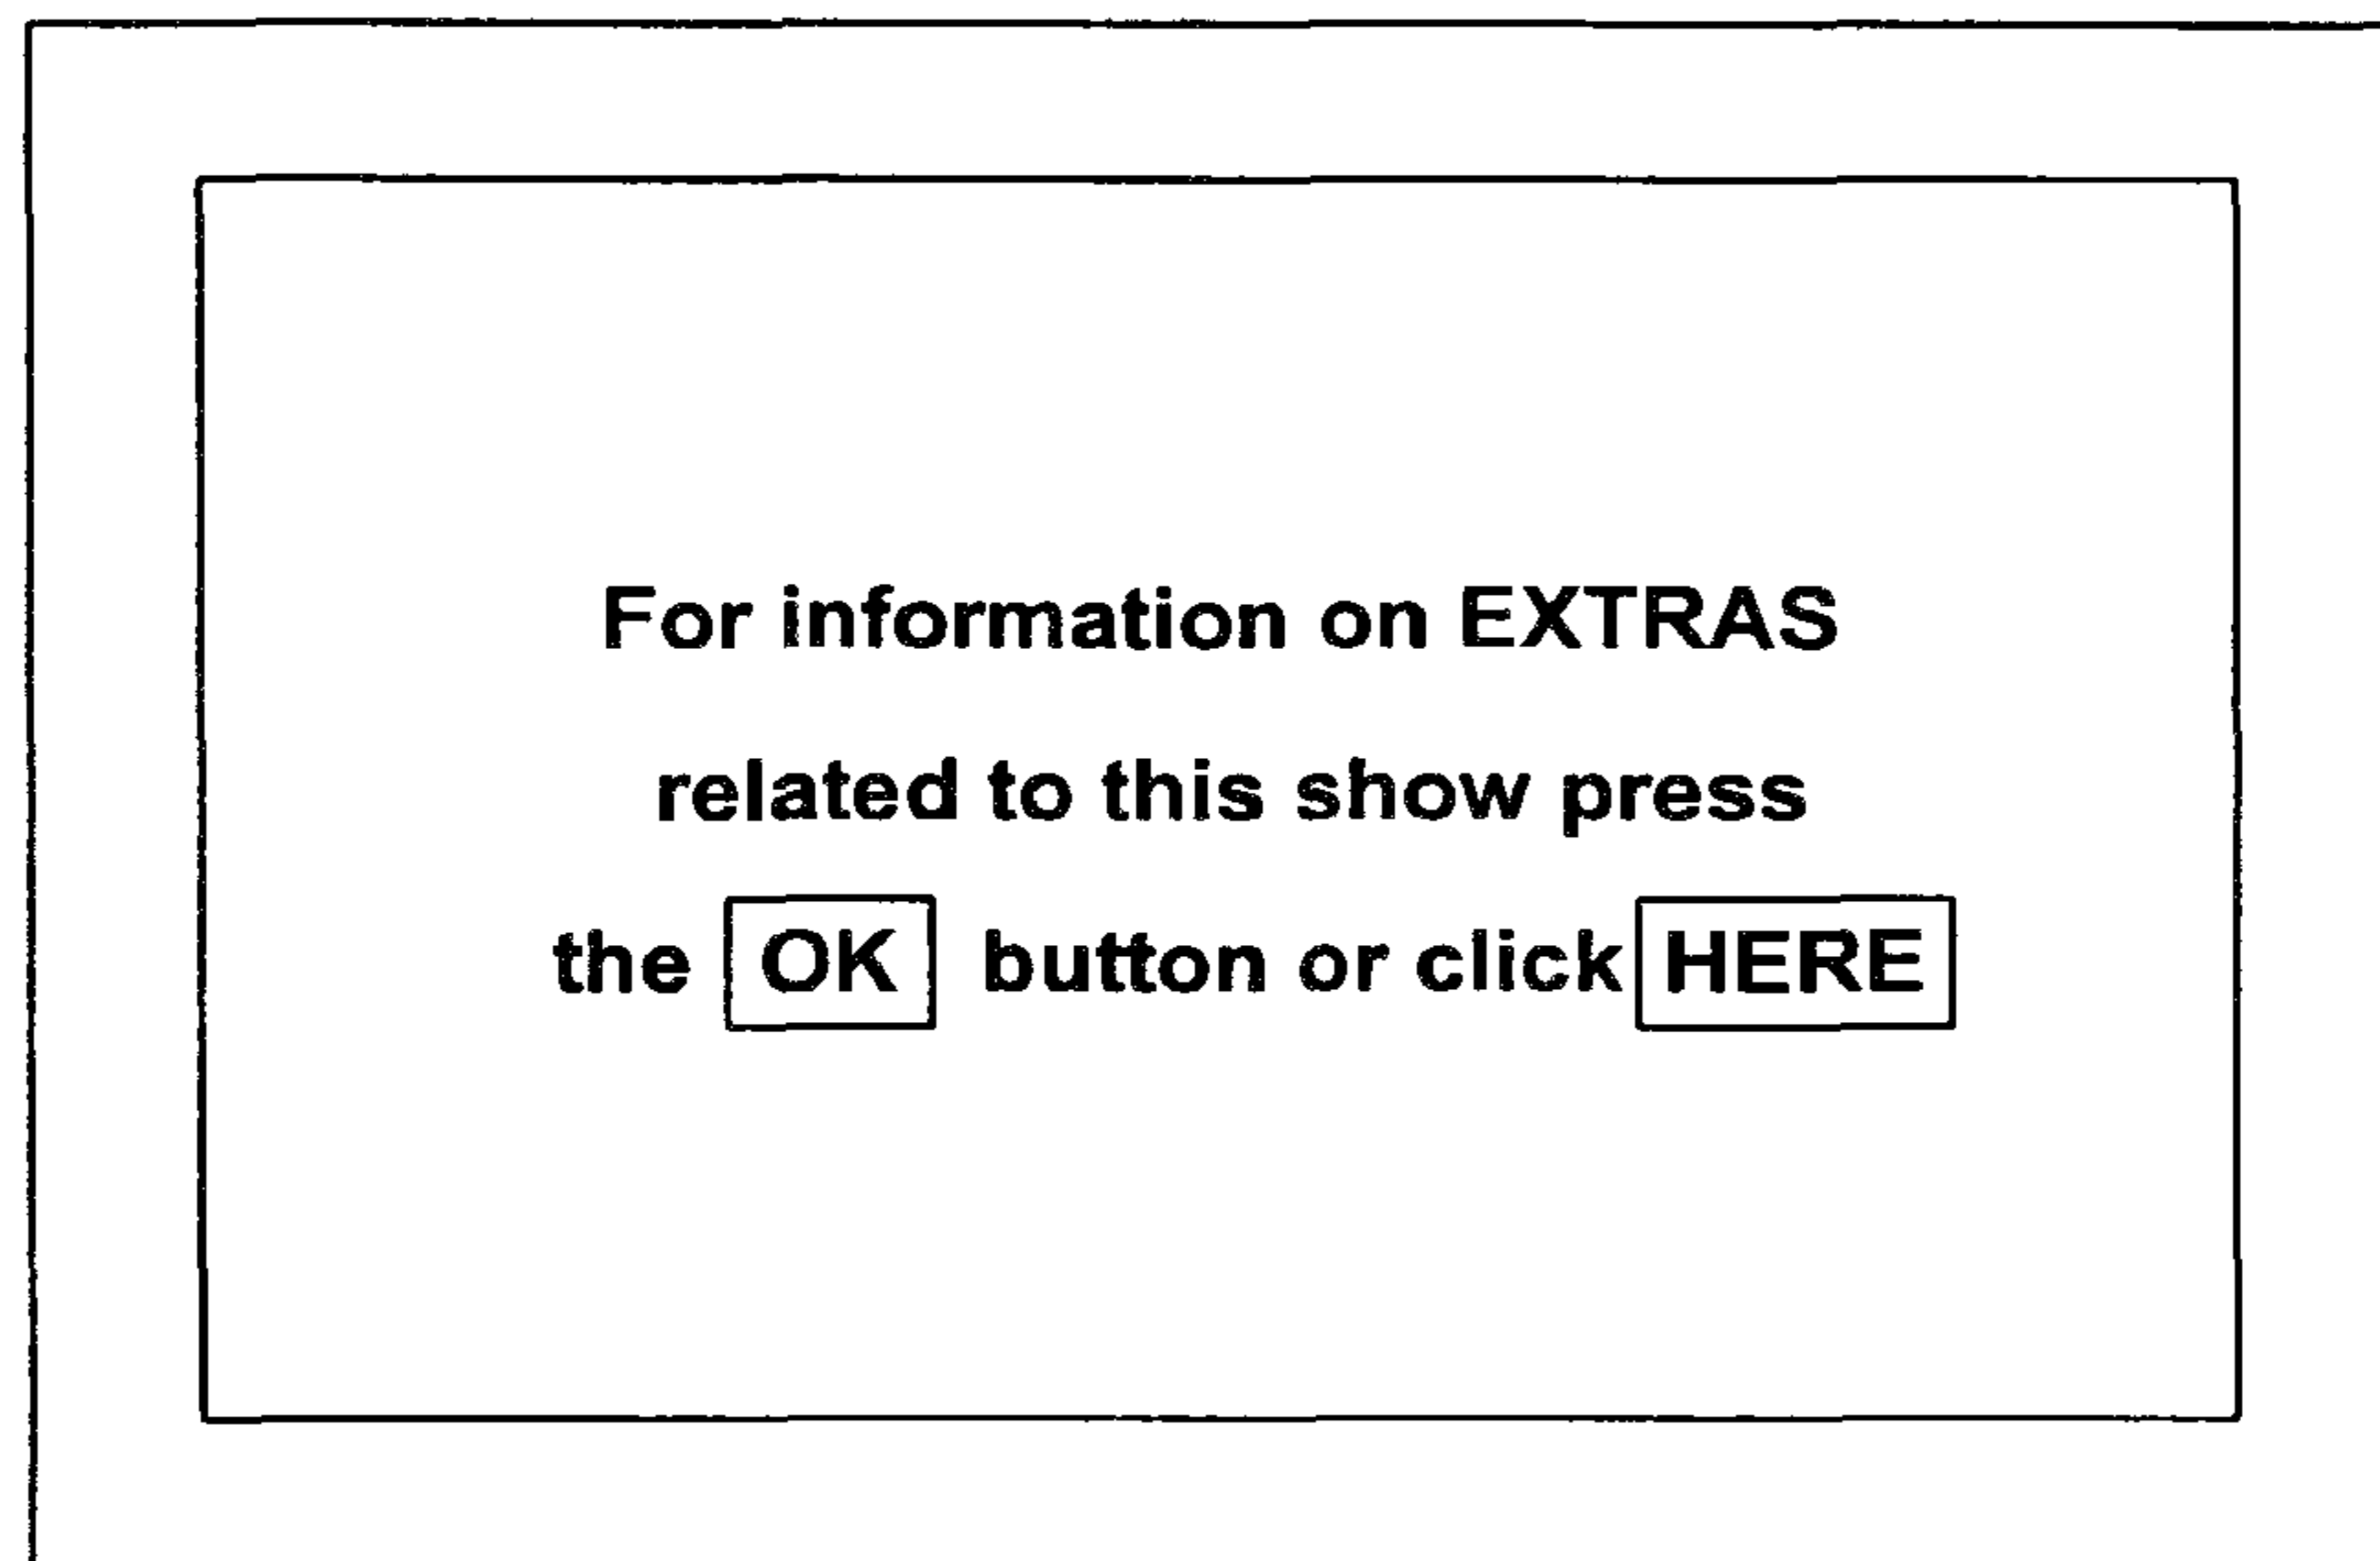 For information on EXTRAS
related to this show press
the OK button or click HERE